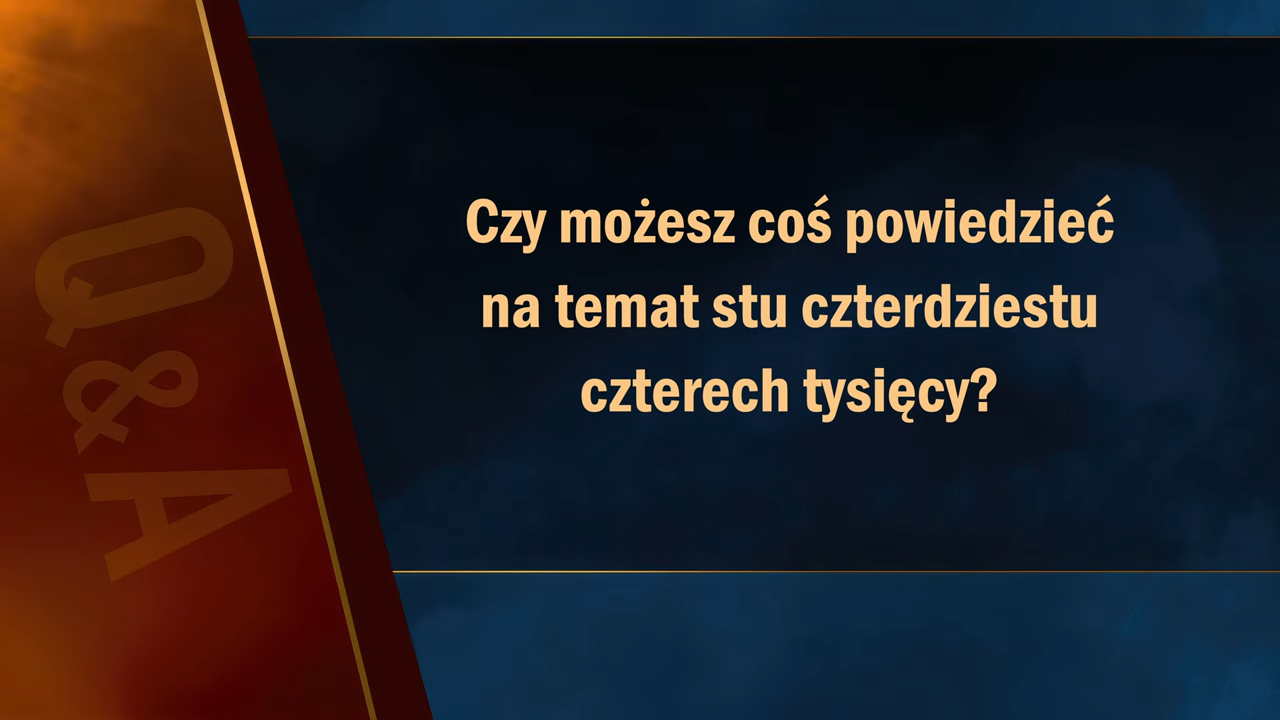 Q&A
Czy możesz coś powiedzieć
na temat stu czterdziestu
czterech tysięcy?